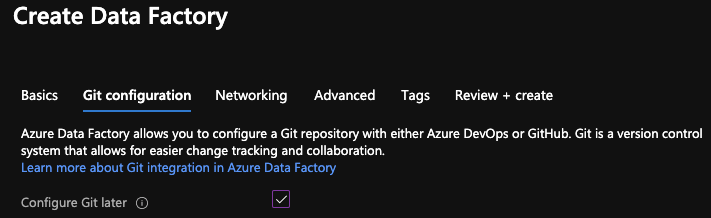 Create Data Factory
Basics Git configuration Networking Advanced Tags Review + create
Azure Data Factory allows you to configure a Git repository with either Azure DevOps or GitHub. Git is a version control
system that allows for easier change tracking and collaboration.
Learn more about Git integration in Azure Data Factory
Configure Git later